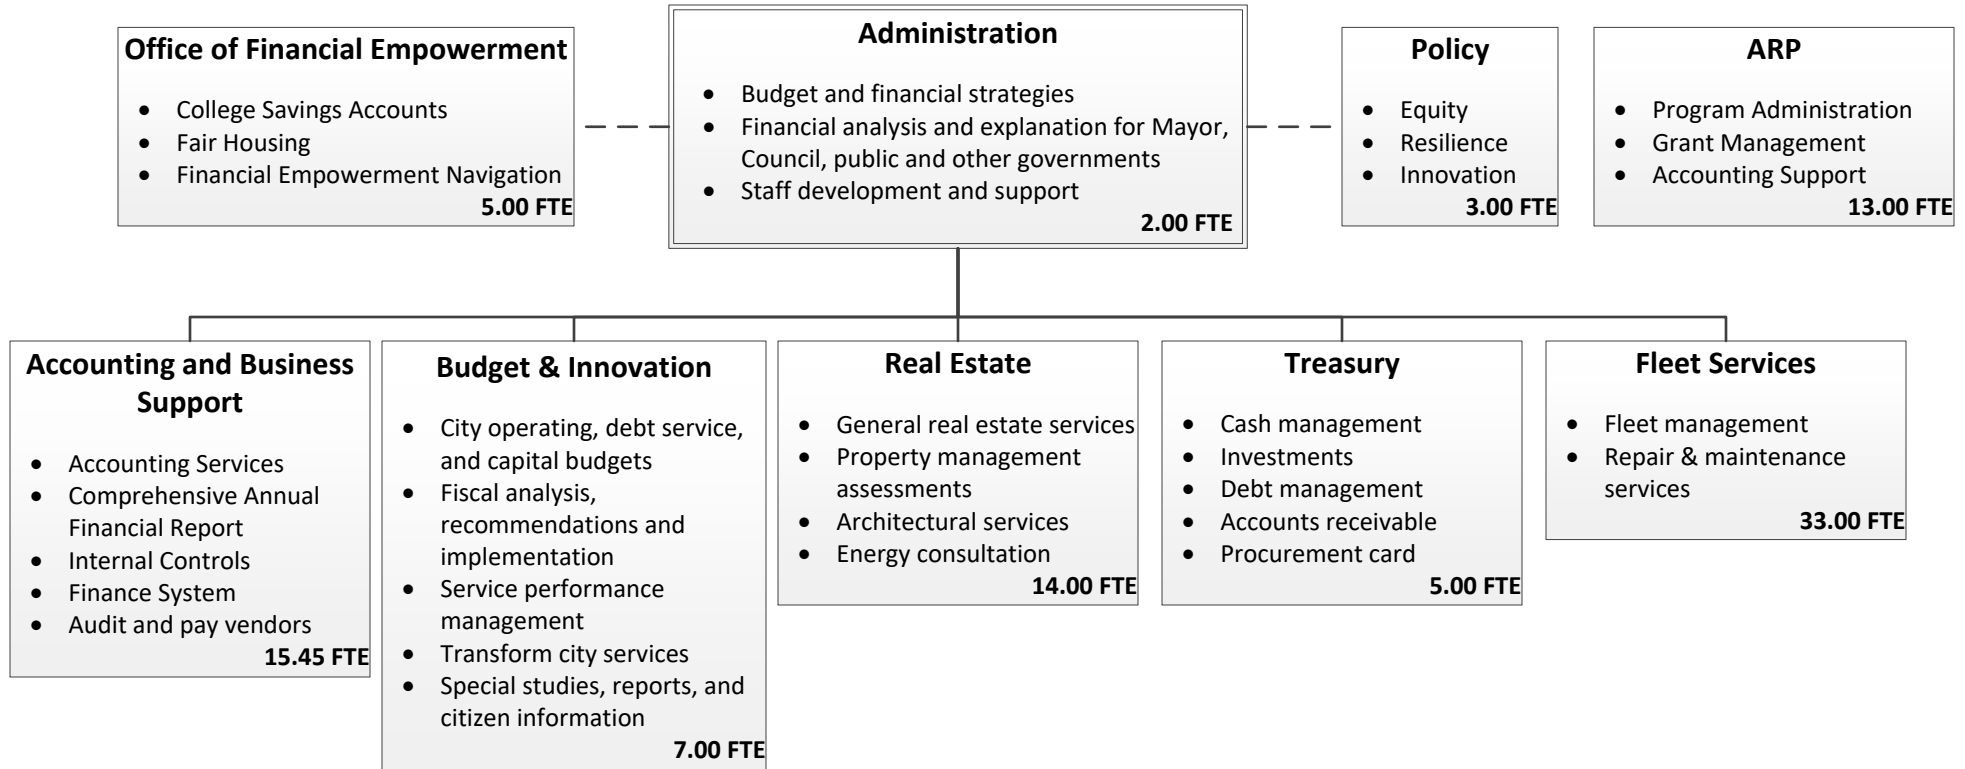 Office of Financial Empowerment
• College Savings Accounts
• Fair Housing
• Financial Empowerment Navigation
5.00 FTE
Administration
• Budget and financial strategies
• Financial analysis and explanation for Mayor,
Council, public and other governments
• Staff development and support
2.00 FTE
Policy
• Equity
• Resilience
• Innovation
3.00 FTE
ARP
• Program Administration
• Grant Management
• Accounting Support
13.00 FTE
Accounting and Business
Support
• Accounting Services
• Comprehensive Annual
Financial Report
• Internal Controls
• Finance System
• Audit and pay vendors
15.45 FTE
Budget & Innovation
• City operating, debt service,
and capital budgets
• Fiscal analysis,
recommendations and
implementation
• Service performance
management
• Transform city services
• Special studies, reports, and
citizen information
7.00 FTE
Real Estate
• General real estate services
• Property management
assessments
• Architectural services
• Energy consultation
14.00 FTE
Treasury
• Cash management
• Investments
• Debt management
• Accounts receivable
• Procurement card
5.00 FTE
Fleet Services
• Fleet management
• Repair & maintenance
services
33.00 FTE